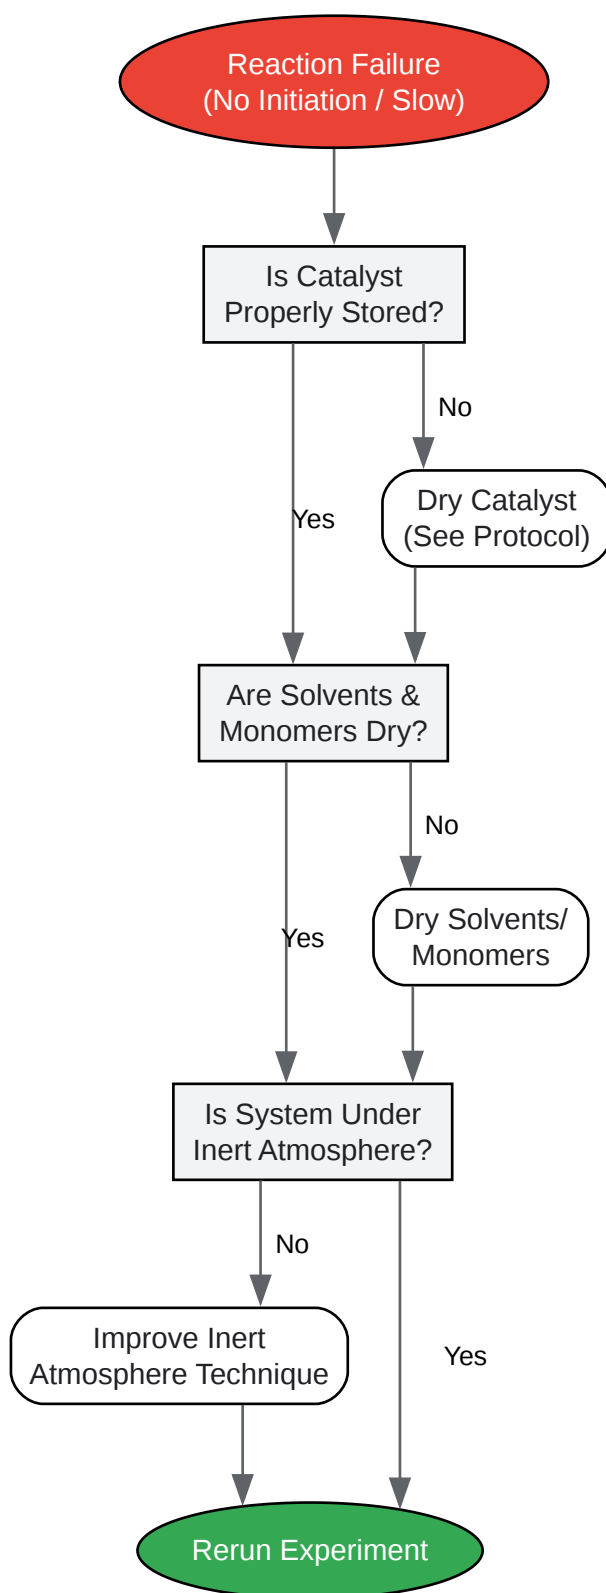 Reaction Failure
(No Initiation / Slow)
Is Catalyst
Properly Stored?
No
Dry Catalyst
(See Protocol)
Yes
Are Solvents &
Monomers Dry?
No
Dry Solvents/
Monomers
Yes
Is System Under
Inert Atmosphere?
No
Improve Inert
Atmosphere Technique
Yes
Rerun Experiment